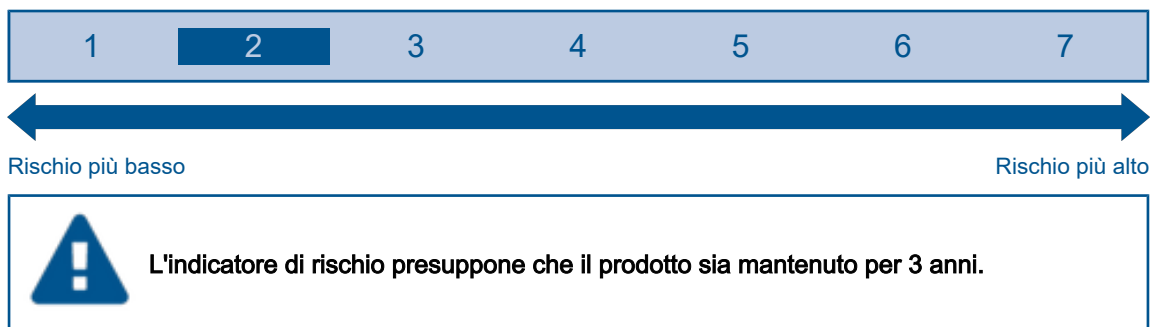 1 2 3 4 5 6 7
Rischio più basso Rischio più alto
L'indicatore di rischio presuppone che il prodotto sia mantenuto per 3 anni.